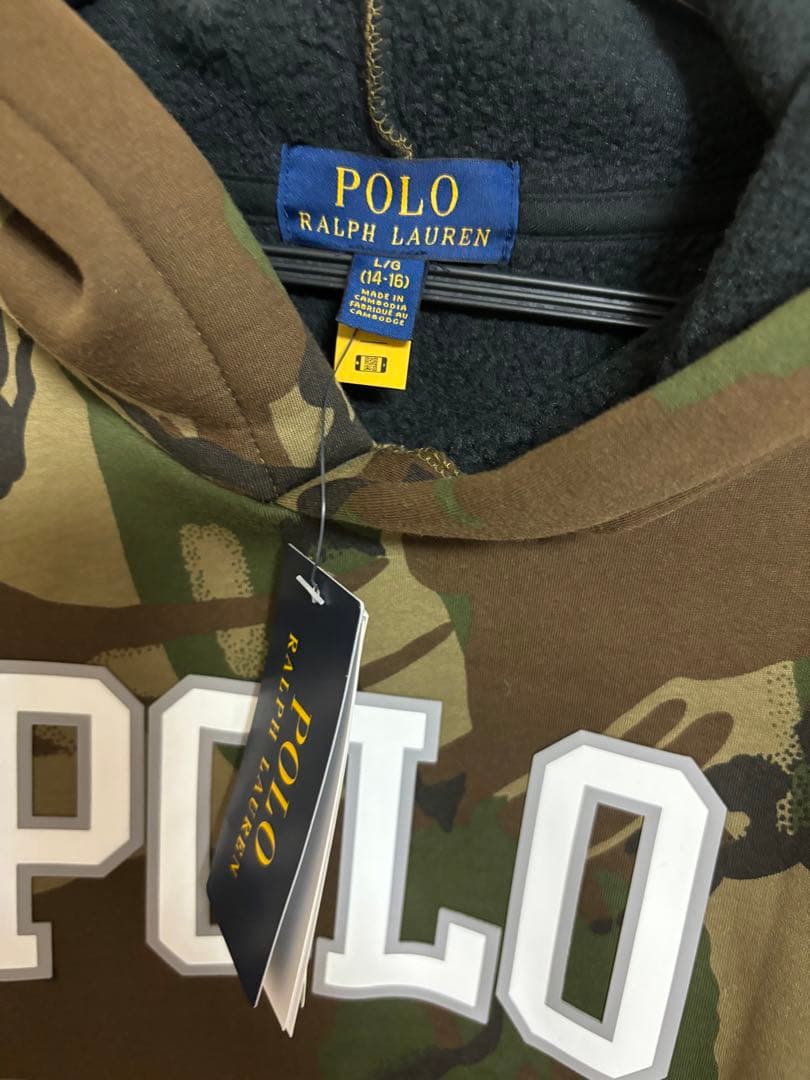 POLO
RALPH LAUREN
L/G
(14-16)
MADE IN
CAMBODIA
FABRIQUÉ AU
CAMBODGE
POLO
RALPH LAUREN
POLO